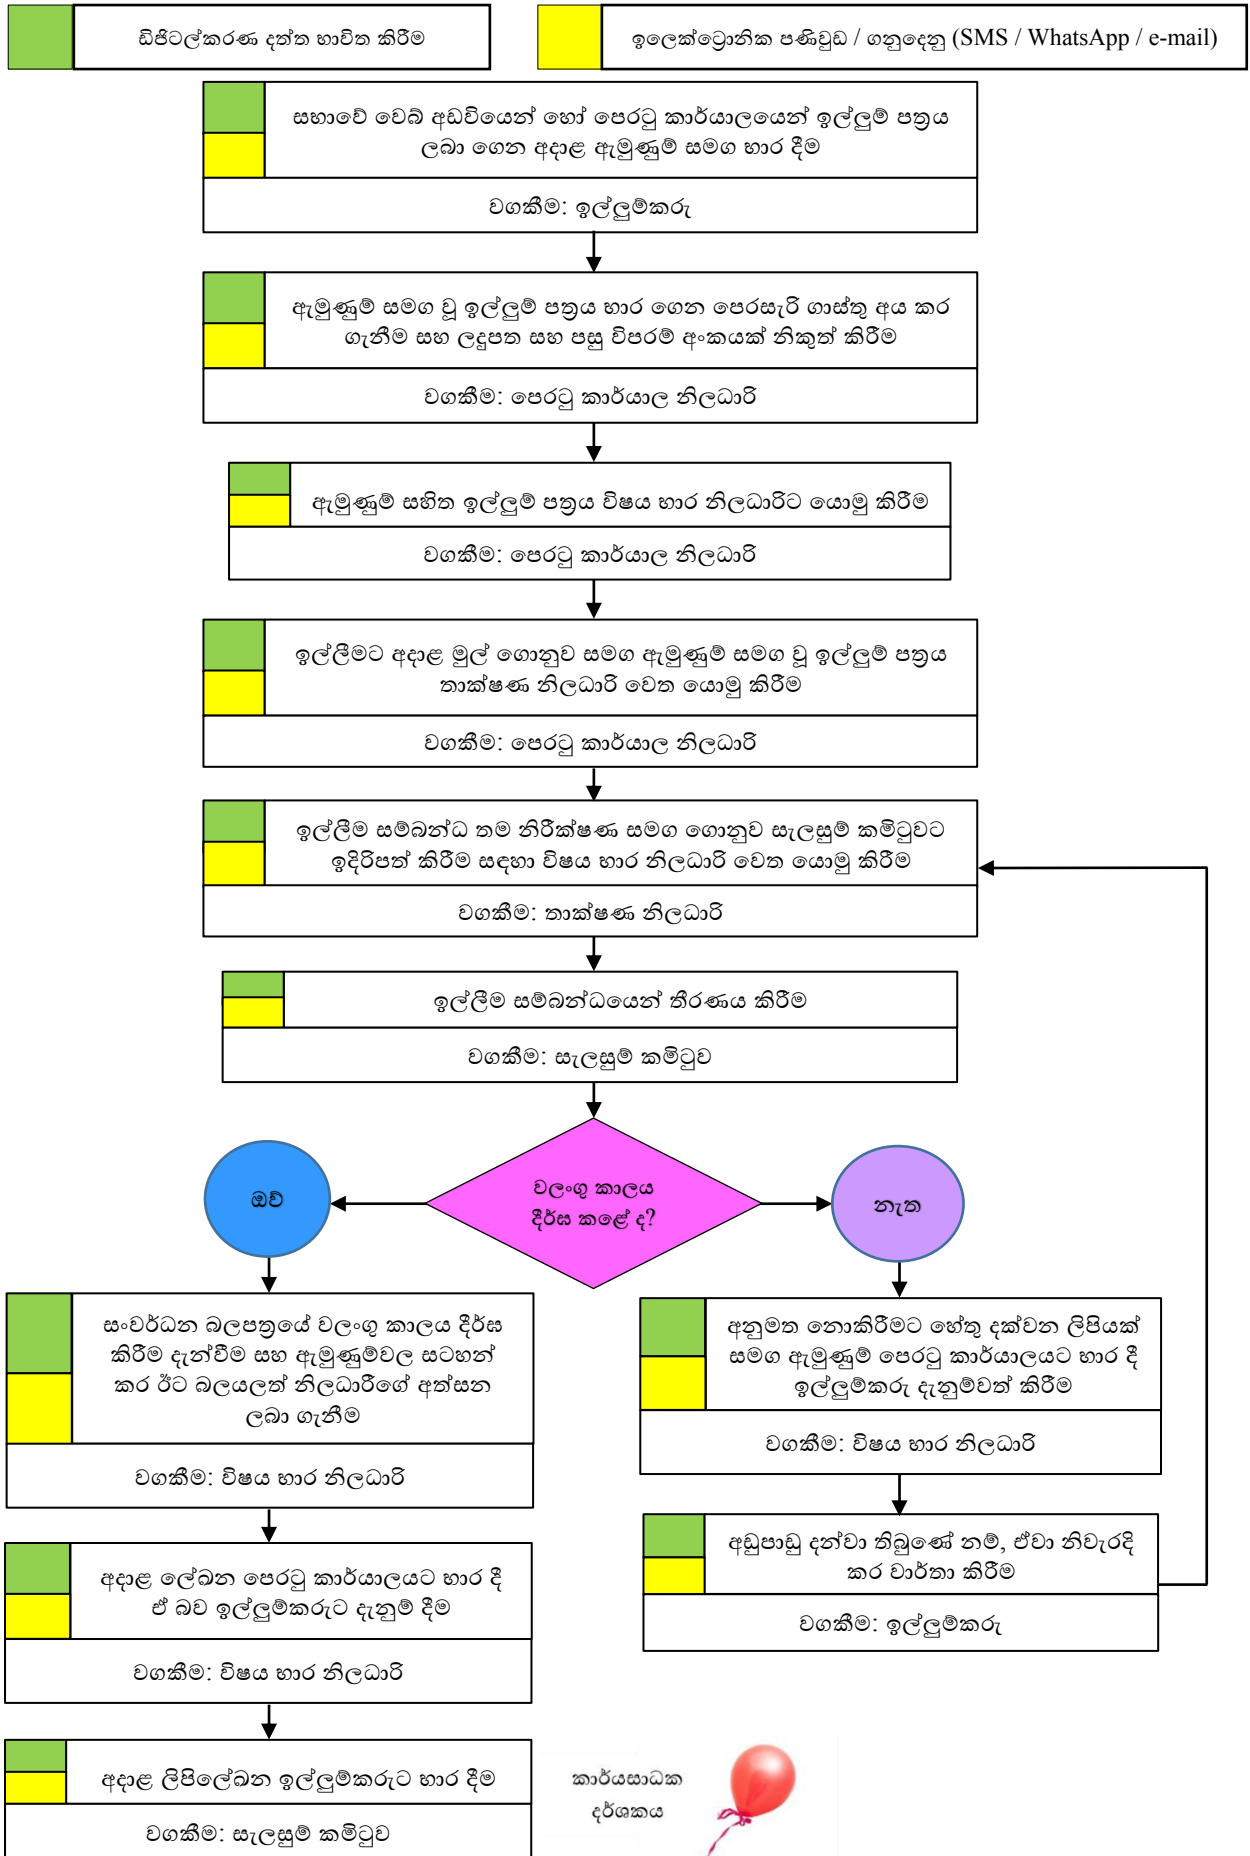 ඩිජිටල්කරණ දත්ත භාවිත කිරීම
ඉලෙක්ට්‍රොනික පණිවුඩ / ගනුදෙනු (SMS / WhatsApp / e-mail)
සභාවේ වෙබ් අඩවියෙන් හෝ පෙරටු කාර්යාලයෙන් ඉල්ලුම් පත්‍රය
ලබා ගෙන අදාළ ඇමුණුම් සමග භාර දීම
වගකීම: ඉල්ලුම්කරු
ඇමුණුම් සමග වූ ඉල්ලුම් පත්‍රය භාර ගෙන පෙරසැරි ගාස්තු අය කර
ගැනීම සහ ලදුපත සහ පසු විපරම් අංකයක් නිකුත් කිරීම
වගකීම: පෙරටු කාර්යාල නිලධාරි
ඇමුණුම් සහිත ඉල්ලුම් පත්‍රය විෂය භාර නිලධාරිට යොමු කිරීම
වගකීම: පෙරටු කාර්යාල නිලධාරි
ඉල්ලීමට අදාළ මුල් ගොනුව සමග ඇමුණුම් සමග වූ ඉල්ලුම් පත්‍රය
තාක්ෂණ නිලධාරි වෙත යොමු කිරීම
වගකීම: පෙරටු කාර්යාල නිලධාරි
ඉල්ලීම සම්බන්ධ තම නිරීක්ෂණ සමග ගොනුව සැලසුම් කමිටුවට
ඉදිරිපත් කිරීම සඳහා විෂය භාර නිලධාරි වෙත යොමු කිරීම
වගකීම: තාක්ෂණ නිලධාරි
ඉල්ලීම සම්බන්ධයෙන් තීරණය කිරීම
වගකීම: සැලසුම් කමිටුව
වලංගු කාලය
දීර්ඝ කළේ ද?
ඔව්
නැත
සංවර්ධන බලපත්‍රයේ වලංගු කාලය දීර්ඝ
කිරීම දැන්වීම සහ ඇමුණුම්වල සටහන්
කර ඊට බලයලත් නිලධාරීගේ අත්සන
ලබා ගැනීම
වගකීම: විෂය භාර නිලධාරි
අනුමත නොකිරීමට හේතු දක්වන ලිපියක්
සමග ඇමුණුම් පෙරටු කාර්යාලයට භාර දී
ඉල්ලුම්කරු දැනුම්වත් කිරීම
වගකීම: විෂය භාර නිලධාරි
අදාළ ලේඛන පෙරටු කාර්යාලයට භාර දී
ඒ බව ඉල්ලුම්කරුට දැනුම් දීම
වගකීම: විෂය භාර නිලධාරි
අඩුපාඩු දන්වා තිබුණේ නම්, ඒවා නිවැරදි
කර වාර්තා කිරීම
වගකීම: ඉල්ලුම්කරු
අදාළ ලිපිලේඛන ඉල්ලුම්කරුට භාර දීම
වගකීම: සැලසුම් කමිටුව
කාර්යසාධක
දර්ශකය